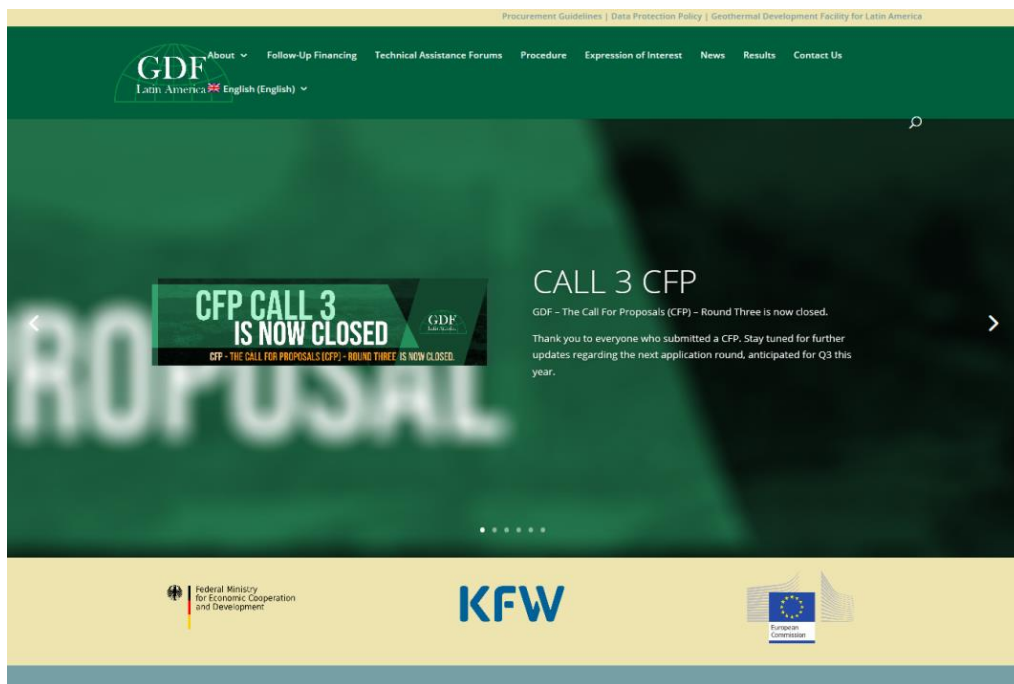 Procurement Guidelines | Data Protection Policy | Geothermal Development Facility for Latin America
GDF
Latin America
About
Follow-Up Financing
Technical Assistance Forums
Procedure
Expression of Interest
News
Results
Contact Us
English (English)
ROPOSAL
CFP CALL 3
IS NOW CLOSED
CFP - THE CALL FOR PROPOSALS (CFP) - ROUND THREE IS NOW CLOSED.
GDF
Latin America
CALL 3 CFP
GDF – The Call For Proposals (CFP) – Round Three is now closed.
Thank you to everyone who submitted a CFP. Stay tuned for further
updates regarding the next application round, anticipated for Q3 this
year.
Federal Ministry
for Economic Cooperation
and Development
KFW
European
Commission